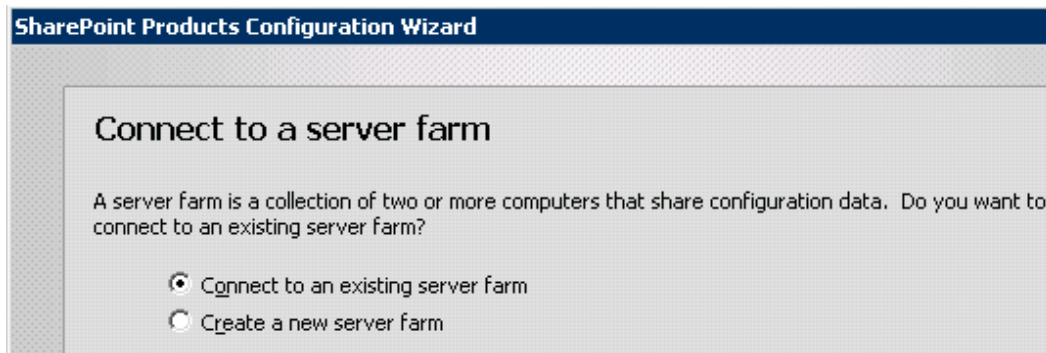 SharePoint Products Configuration Wizard
Connect to a server farm
A server farm is a collection of two or more computers that share configuration data.  Do you want to
connect to an existing server farm?
Connect to an existing server farm
Create a new server farm